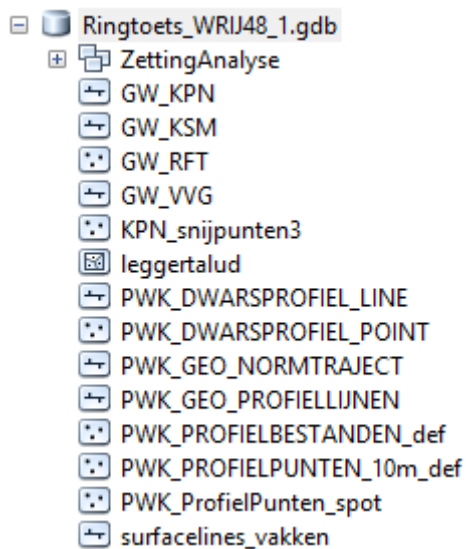 Ringtoets_WRIJ48_1.gdb
ZettingAnalyse
GW_KPN
GW_KSM
GW_RFT
GW_VVG
KPN_snijpunten3
leggertalud
PWK_DWARSPROFIEL_LINE
PWK_DWARSPROFIEL_POINT
PWK_GEO_NORMTRAJECT
PWK_GEO_PROFIELLIJNEN
PWK_PROFIELBESTANDEN_def
PWK_PROFIELPUNTEN_10m_def
PWK_ProfielPunten_spot
surfacelines_vakken